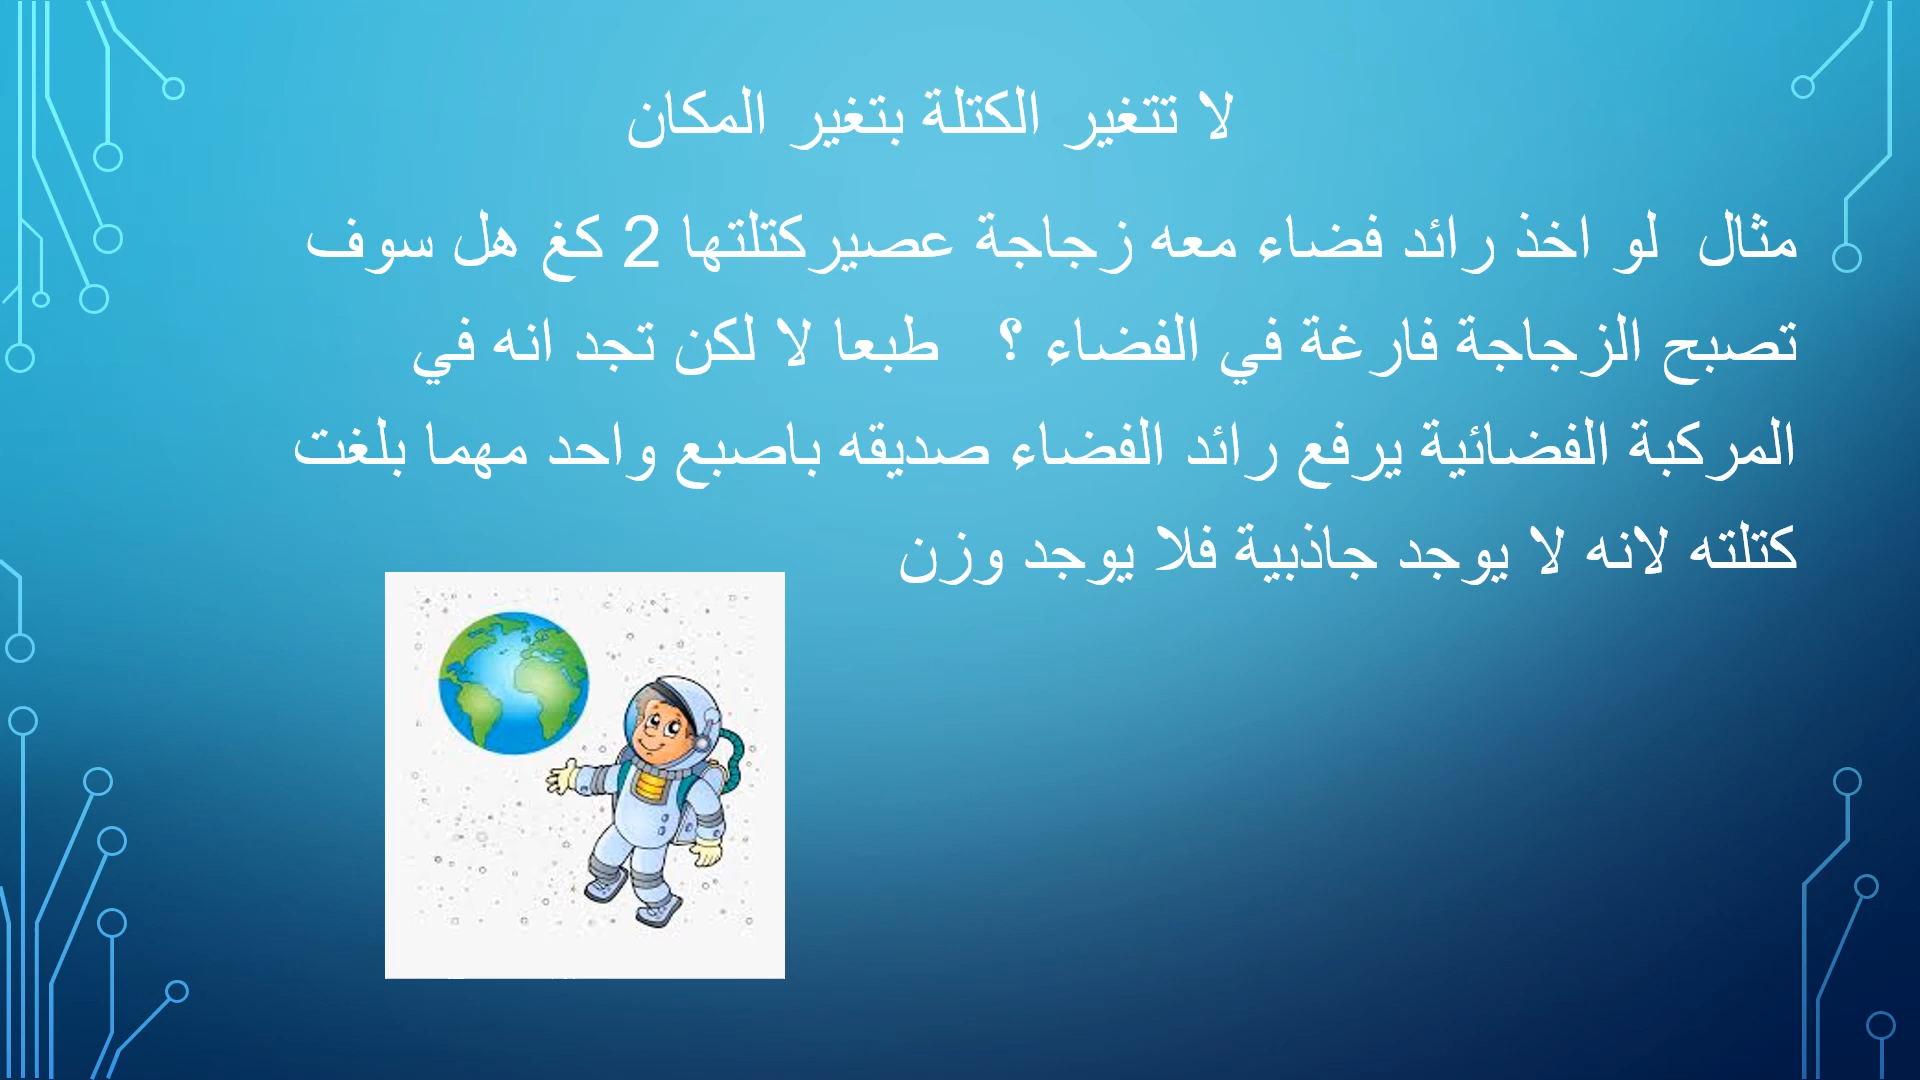 لا تتغير الكتلة بتغير المكان
مثال لو اخذ رائد فضاء معه زجاجة عصيركتلتها 2 كغ هل سوف
تصبح الزجاجة فارغة في الفضاء ؟ طبعا لا لكن تجد انه في
المركبة الفضائية يرفع رائد الفضاء صديقه باصبع واحد مهما بلغت
كتلته لانه لا يوجد جاذبية فلا يوجد وزن